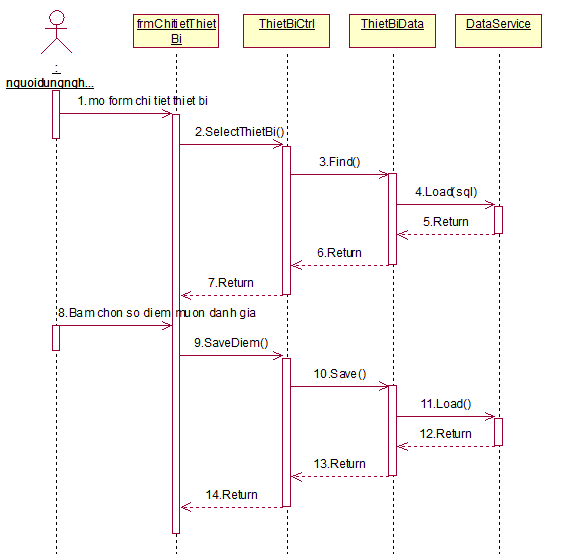 frmChitietThiet
Bi
ThietBiCtrl
ThietBiData
DataService
:
nguoidungngh...
1.mo form chi tiet thiet bi
2.SelectThietBi()
3.Find()
4.Load(sql)
5.Return
6.Return
7.Return
8.Bam chon so diem muon danh gia
9.SaveDiem()
10.Save()
11.Load()
12.Return
13.Return
14.Return